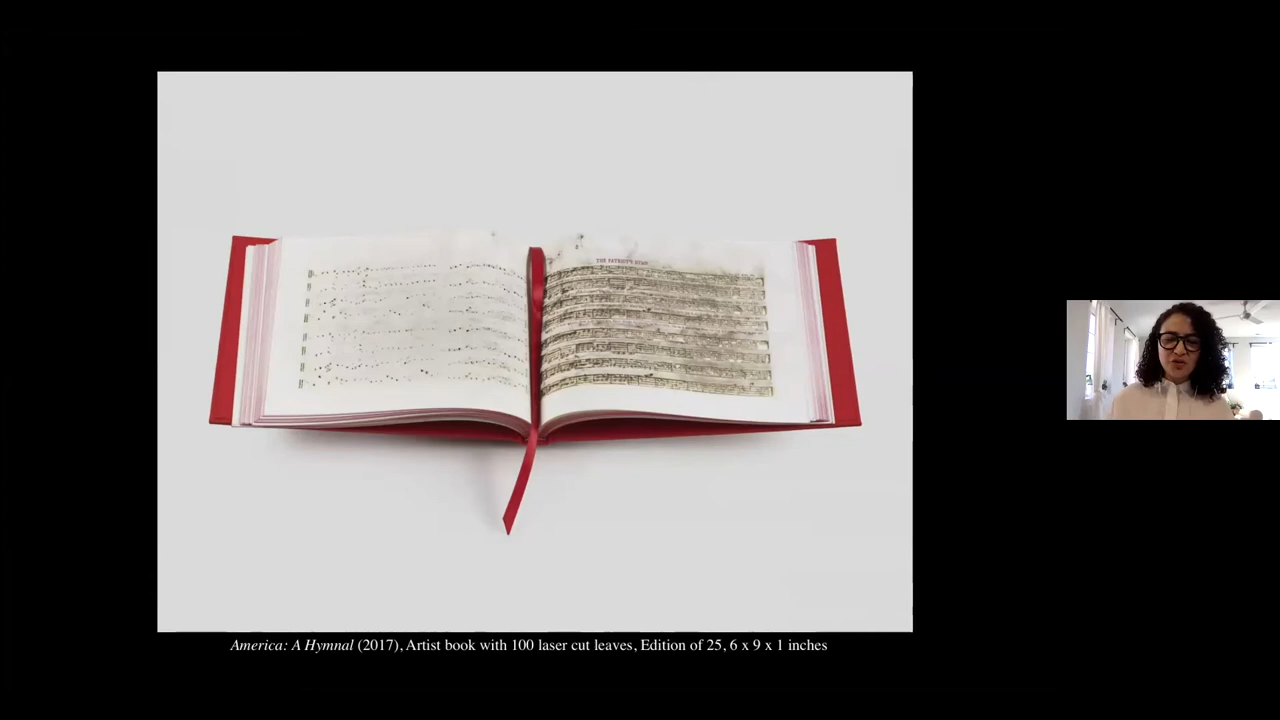 THE PATRIOT'S HYMN
America: A Hymnal (2017), Artist book with 100 laser cut leaves, Edition of 25, 6 x 9 x 1 inches